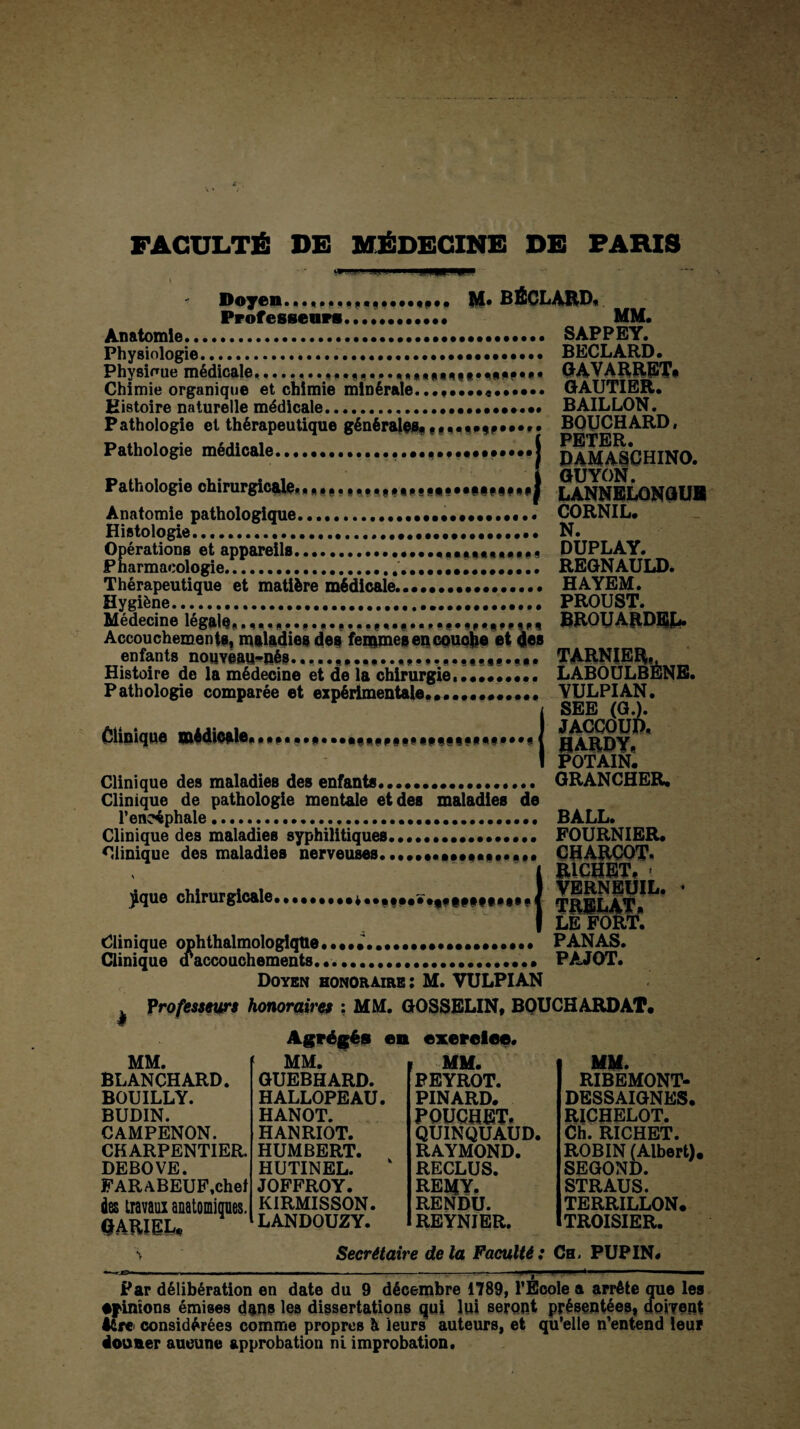 FACULTÉ DE MÉDECINE DE PARIS
Doyen.................... M. BÉCLARD,
Professeurs............ MM.
Anatomie.......................................... SAPPEY.
Physiologie........................................ BECLARD.
Physique médicale.................................. GAVARRET.
Chimie organique et chimie minérale................ GAUTIER.
Histoire naturelle médicale........................ BAILLON.
Pathologie et thérapeutique générales.............. BOUCHARD,
Pathologie médicale................................ PETER.
DAMASCHINO.
Pathologie chirurgicale............................ GUYON.
LANNELONGUE
Anatomie pathologique.............................. CORNIL.
Histologie......................................... N.
Opérations et appareils............................ DUPLAY.
Pharmacologie...................................... REGNAULD.
Thérapeutique et matière médicale.................. HAYEM.
Hygiène............................................ PROUST.
Médecine légale.................................... BROUARDEL.
Accouchements, maladies des femmes en couche et des
enfants nouveau-nés................................ TARNIER.
Histoire de la médecine et de la chirurgie.......... LABOULBÈNE.
Pathologie comparée et expérimentale............. VULPIAN.
Clinique médicale.................................. SEE (G.).
JACCOUD.
HARDY.
POTAIN.
Clinique des maladies des enfants.................. GRANCHER.
Clinique de pathologie mentale et des maladies de
l'encéphale........................................ BALL.
Clinique des maladies syphilitiques................. FOURNIER.
Clinique des maladies nerveuses................... CHARCOT.
ique chirurgicale.................................. RICHET.
VERNEUIL.
TRELAT.
LE FORT.
Clinique ophthalmologique.......................... PANAS.
Clinique d'accouchements........................... PAJOT.
DOYEN HONORAIRE : M. VULPIAN
Professeurs honoraires : MM. GOSSELIN, BOUCHARDAT.
Agrégés en exercice.
MM. MM. MM. MM.
BLANCHARD. GUEBHARD. PEYROT. RIBEMONT-
BOUILLY. HALLOPEAU. PINARD. DESSAIGNES.
BUDIN. HANOT. POUCHET. RICHELOT.
CAMPENON. HANRIOT. QUINQUAUD. Ch. RICHET.
CHARPENTIER. HUMBERT. RAYMOND. ROBIN (Albert).
DEBOVE. HUTINEL. RECLUS. SEGOND.
FARABEUF, chef JOFFROY. REMY. STRAUS.
des travaux anatomiques. KIRMISSON. RENDU. TERRILLON.
GARIEL. LANDOUZY. REYNIER. TROISIER.
Secrétaire de la Faculté : CH. PUPIN.
Par délibération en date du 9 décembre 1789, l'École a arrête que les
opinions émises dans les dissertations qui lui seront présentées, doivent
être considérées comme propres à leurs auteurs, et qu'elle n'entend leur
donner aucune approbation ni improbation.